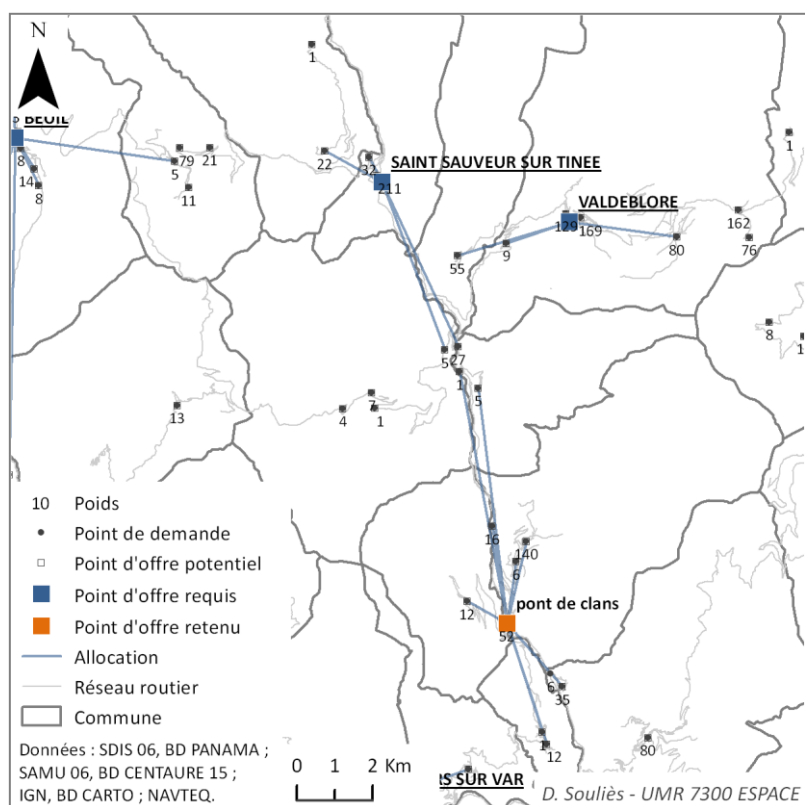 N
1
BEUIL
8
14
8
5
79
21
11
22
32
211
SAINT SAUVEUR SUR TINEE
VALDEBLORE
129
169
55
9
80
162
76
1
8
1
5
27
1
5
7
4
1
13
16
140
6
12
pont de clans
52
6
35
1
12
80
10 Poids
Point de demande
Point d'offre potentiel
Point d'offre requis
Point d'offre retenu
Allocation
Réseau routier
Commune
Données : SDIS 06, BD PANAMA ;
SAMU 06, BD CENTAURE 15 ;
IGN, BD CARTO ; NAVTEQ.
0 1 2 Km
RS SUR VAR
D. Souliès - UMR 7300 ESPACE